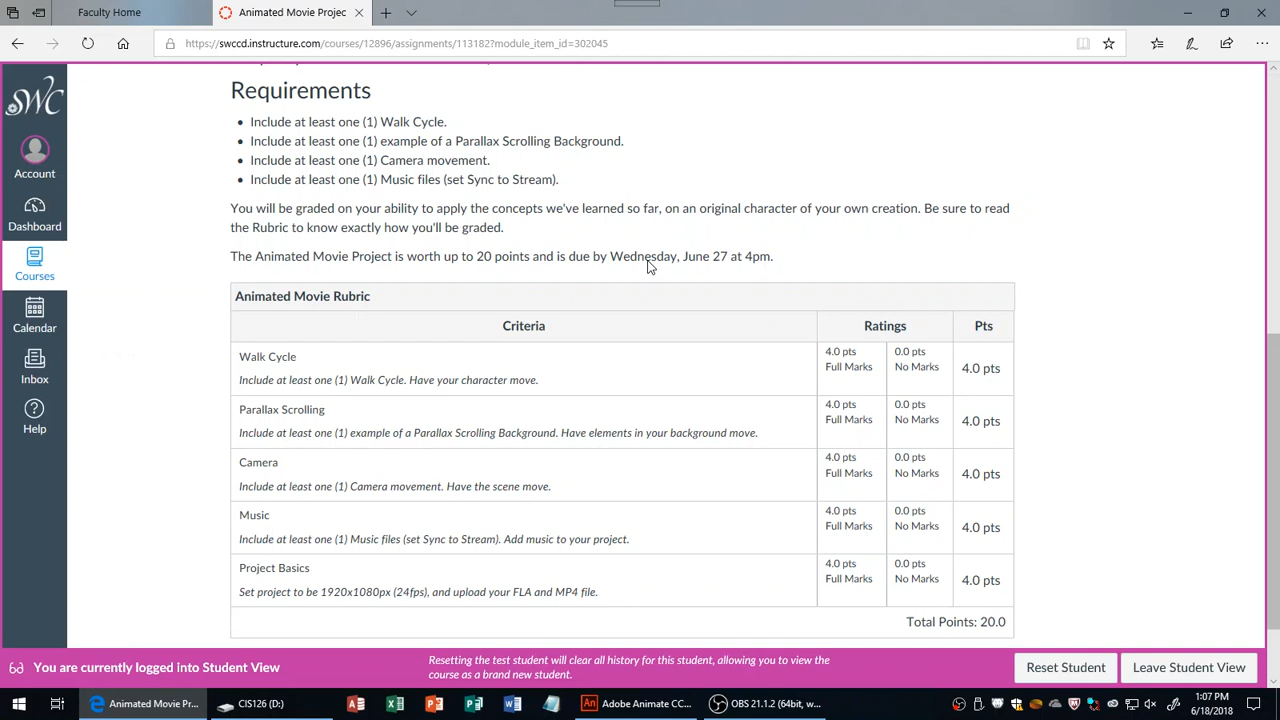 Faculty Home
Animated Movie Projec
https://swccd.instructure.com/courses/12896/assignments/113182?module_item_id=302045
SWC
Account
Dashboard
Courses
Calendar
Inbox
Help
Requirements
• Include at least one (1) Walk Cycle.
• Include at least one (1) example of a Parallax Scrolling Background.
• Include at least one (1) Camera movement.
• Include at least one (1) Music files (set Sync to Stream).
You will be graded on your ability to apply the concepts we've learned so far, on an original character of your own creation. Be sure to read
the Rubric to know exactly how you'll be graded.
The Animated Movie Project is worth up to 20 points and is due by Wednesday, June 27 at 4pm.
Animated Movie Rubric
Criteria Ratings Pts
Walk Cycle
Include at least one (1) Walk Cycle. Have your character move.
4.0 pts
Full Marks
0.0 pts
No Marks
4.0 pts
Parallax Scrolling
Include at least one (1) example of a Parallax Scrolling Background. Have elements in your background move.
4.0 pts
Full Marks
0.0 pts
No Marks
4.0 pts
Camera
Include at least one (1) Camera movement. Have the scene move.
4.0 pts
Full Marks
0.0 pts
No Marks
4.0 pts
Music
Include at least one (1) Music files (set Sync to Stream). Add music to your project.
4.0 pts
Full Marks
0.0 pts
No Marks
4.0 pts
Project Basics
Set project to be 1920x1080px (24fps), and upload your FLA and MP4 file.
4.0 pts
Full Marks
0.0 pts
No Marks
4.0 pts
Total Points: 20.0
You are currently logged into Student View
Resetting the test student will clear all history for this student, allowing you to view the
course as a brand new student.
Reset Student
Leave Student View
Animated Movie Pr...
CIS126 (D:)
Adobe Animate CC...
OBS 21.1.2 (64bit, w...
1:07 PM
6/18/2018